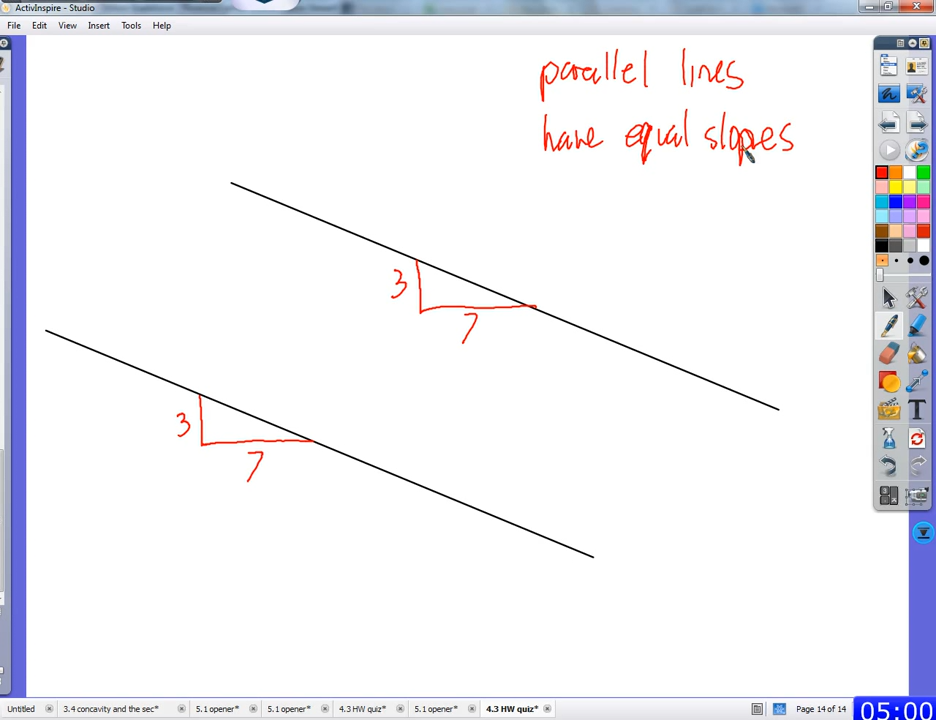 ActivInspire - Studio
File Edit View Insert Tools Help
parallel lines
have equal slopes
3
7
3
7
Untitled 3.4 concavity and the sec* 5.1 opener* 5.1 opener* 4.3 HW quiz* 5.1 opener* 4.3 HW quiz* Page 14 of 14
05:00